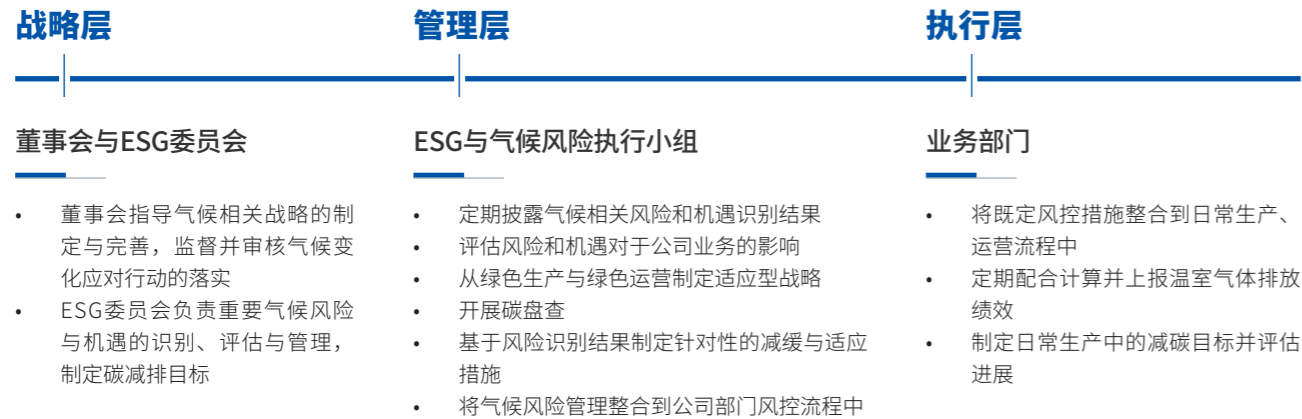 战略层
董事会与ESG委员会
• 董事会指导气候相关战略的制
定与完善，监督并审核气候变
化应对行动的落实
• ESG委员会负责重要气候风险
与机遇的识别、评估与管理，
制定碳减排目标
管理层
ESG与气候风险执行小组
• 定期披露气候相关风险和机遇识别结果
• 评估风险和机遇对于公司业务的影响
• 从绿色生产与绿色运营制定适应型战略
• 开展碳盘查
• 基于风险识别结果制定针对性的减缓与适应
措施
• 将气候风险管理整合到公司部门风控流程中
执行层
业务部门
• 将既定风控措施整合到日常生产、
运营流程中
• 定期配合计算并上报温室气体排放
绩效
• 制定日常生产中的减碳目标并评估
进展